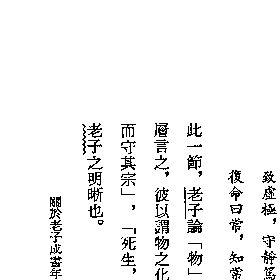 致虛極，守靜
復命曰常，知常
此一節，老子論「物」
層言之，彼以謂物之化
而守其宗」，「死生，
老子之明晰也。
關於老子成書年